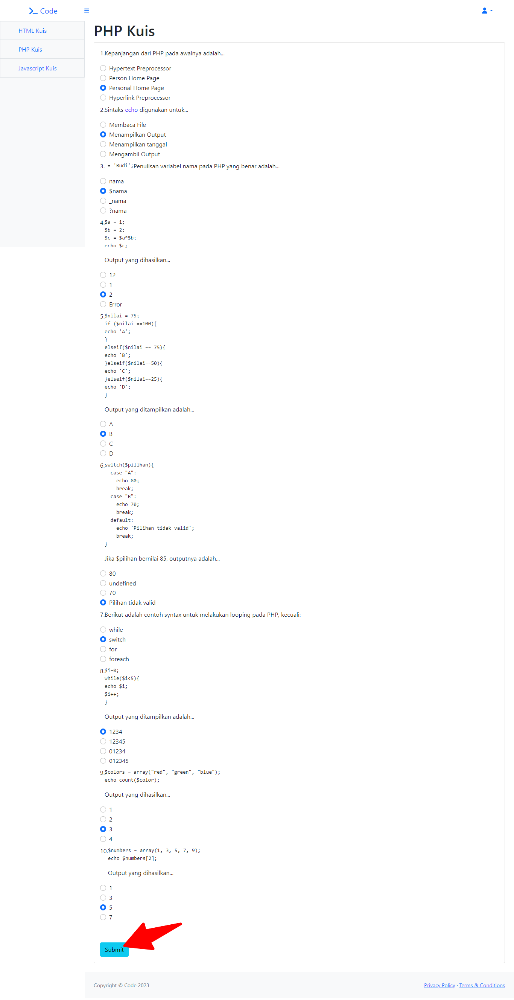 Code
HTML Kuis
PHP Kuis
Javascript Kuis
PHP Kuis
1.Kepanjangan dari PHP pada awalnya adalah...
Hypertext Preprocessor
Person Home Page
Personal Home Page
Hyperlink Preprocessor
2.Sintaks echo digunakan untuk...
Membaca File
Menampilkan Output
Menampilkan tanggal
Mengambil Output
3. = 'Budi';Penulisan variabel nama pada PHP yang benar adalah...
nama
$nama
_nama
?nama
4.$a = 1;
$b = 2;
$c = $a*$b;
echo $c;
Output yang dihasilkan...
12
1
2
Error
5.$nilai = 75;
if ($nilai ==100){
echo 'A';
}
elseif($nilai == 75){
echo 'B';
}elseif($nilai==50){
echo 'C';
}elseif($nilai==25){
echo 'D';
}
Output yang ditampilkan adalah...
A
B
C
D
6.switch($pilihan){
case "A":
echo 80;
break;
case "B":
echo 70;
break;
default:
echo 'Pilihan tidak valid';
break;
}
Jika $pilihan bernilai 85, outputnya adalah...
80
undefined
70
Pilihan tidak valid
7.Berikut adalah contoh syntax untuk melakukan looping pada PHP, kecuali:
while
switch
for
foreach
8.$i=0;
while($i<5){
echo $i;
$i++;
}
Output yang ditampilkan adalah...
1234
12345
01234
012345
9.$colors = array("red", "green", "blue");
echo count($color);
Output yang dihasilkan...
1
2
3
4
10.$numbers = array(1, 3, 5, 7, 9);
echo $numbers[2];
Output yang dihasilkan...
1
3
5
7
Submit
Copyright © Code 2023
Privacy Policy · Terms & Conditions